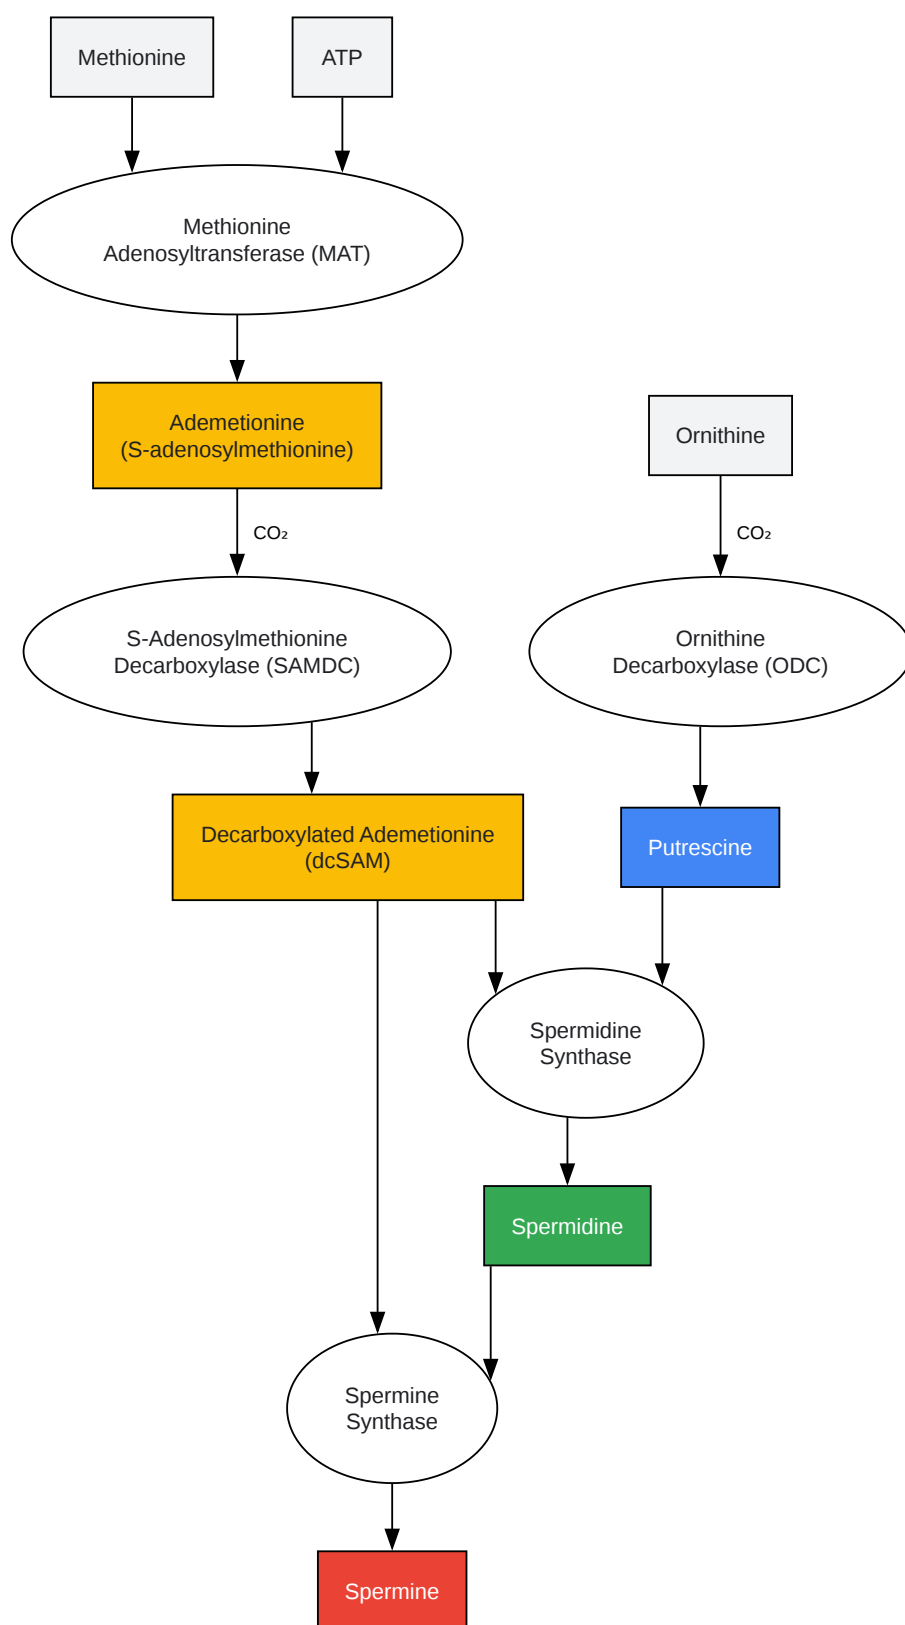 Methionine
ATP
Methionine
Adenosyltransferase (MAT)
Ademetionine
(S-adenosylmethionine)
Ornithine
CO₂
CO₂
S-Adenosylmethionine
Decarboxylase (SAMDC)
Ornithine
Decarboxylase (ODC)
Decarboxylated Ademetionine
(dcSAM)
Putrescine
Spermidine
Synthase
Spermidine
Spermine
Synthase
Spermine